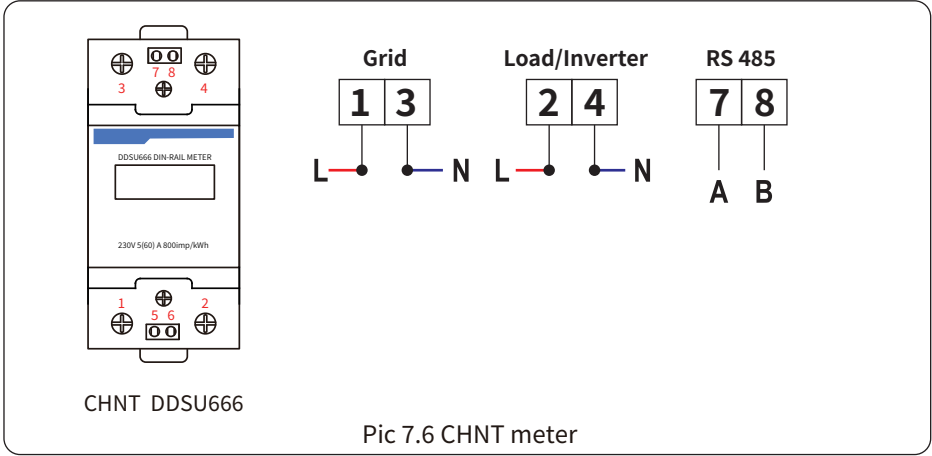 Grid Load/Inverter RS 485
7 8
3 4
1 3 2 4 7 8
DDSU666 DIN-RAIL METER
L N L N A B
230V 5(60) A 800imp/kWh
1 2
5 6
CHNT DDSU666
Pic 7.6 CHNT meter